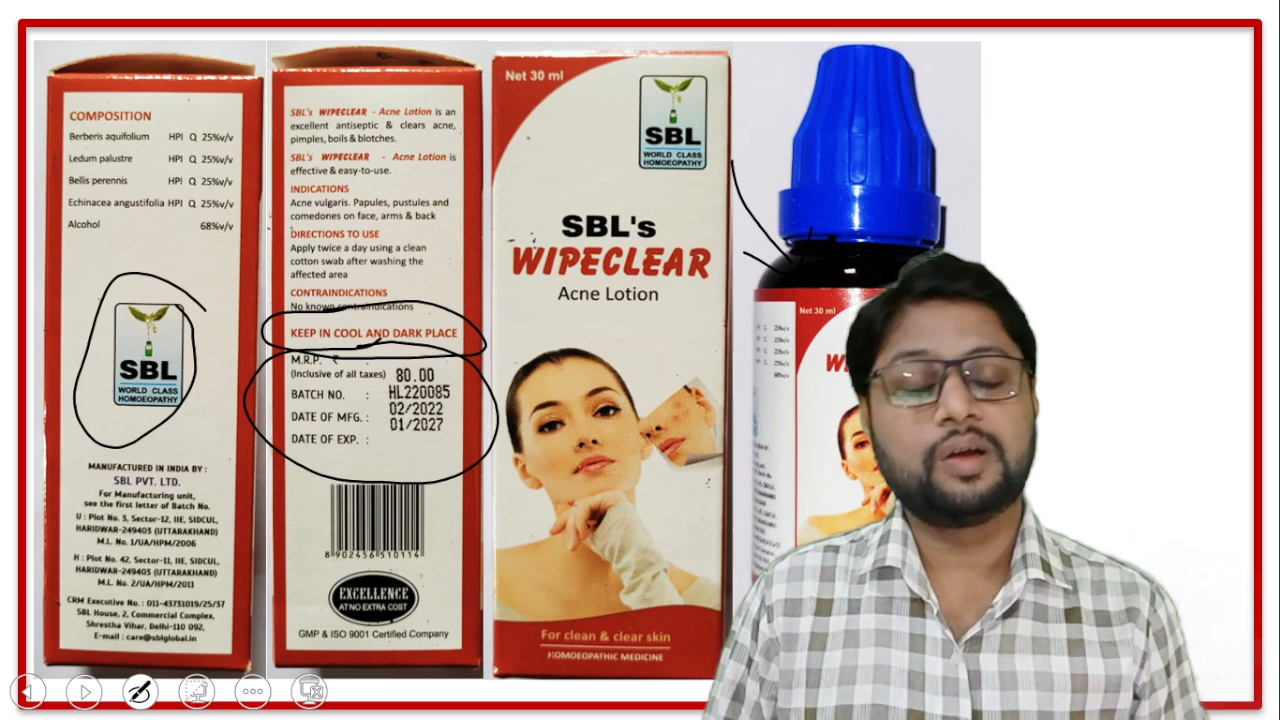 COMPOSITION
Berberis aquifolium HPI Q 25%v/v
Ledum palustre HPI Q 25%v/v
Bellis perennis HPI Q 25%v/v
Echinacea angustifolia HPI Q 25%v/v
Alcohol 68%v/v
SBL
WORLD CLASS
HOMOEOPATHY
MANUFACTURED IN INDIA BY :
SBL PVT. LTD.
For Manufacturing unit,
see the first letter of Batch No.
U : Plot No. 3, Sector-12, IIE, SIDCUL,
HARIDWAR-249403 (UTTARAKHAND)
M.L. No. 1/UA/HPM/2006
H : Plot No. 42, Sector-11, IIE, SIDCUL,
HARIDWAR-249403 (UTTARAKHAND)
M.L. No. 2/UA/HPM/2011
CRM Executive No. : 011-43731019/25/37
SBL House, 2, Commercial Complex,
Shrestha Vihar, Delhi-110 092,
E-mail : care@sblglobal.in
SBL's WIPECLEAR - Acne Lotion is an
excellent antiseptic & clears acne,
pimples, boils & blotches.
SBL's WIPECLEAR - Acne Lotion is
effective & easy-to-use.
INDICATIONS
Acne vulgaris. Papules, pustules and
comedones on face, arms & back
DIRECTIONS TO USE
Apply twice a day using a clean
cotton swab after washing the
affected area
CONTRAINDICATIONS
No known contraindications
KEEP IN COOL AND DARK PLACE
M.R.P. ₹
(Inclusive of all taxes) 80.00
BATCH NO. : HL220085
DATE OF MFG. : 02/2022
DATE OF EXP. : 01/2027
8 902456 510114
EXCELLENCE
AT NO EXTRA COST
GMP & ISO 9001 Certified Company
Net 30 ml
SBL
WORLD CLASS
HOMOEOPATHY
SBL's
WIPECLEAR
Acne Lotion
For clean & clear skin
HOMOEOPATHIC MEDICINE
Net 30 ml